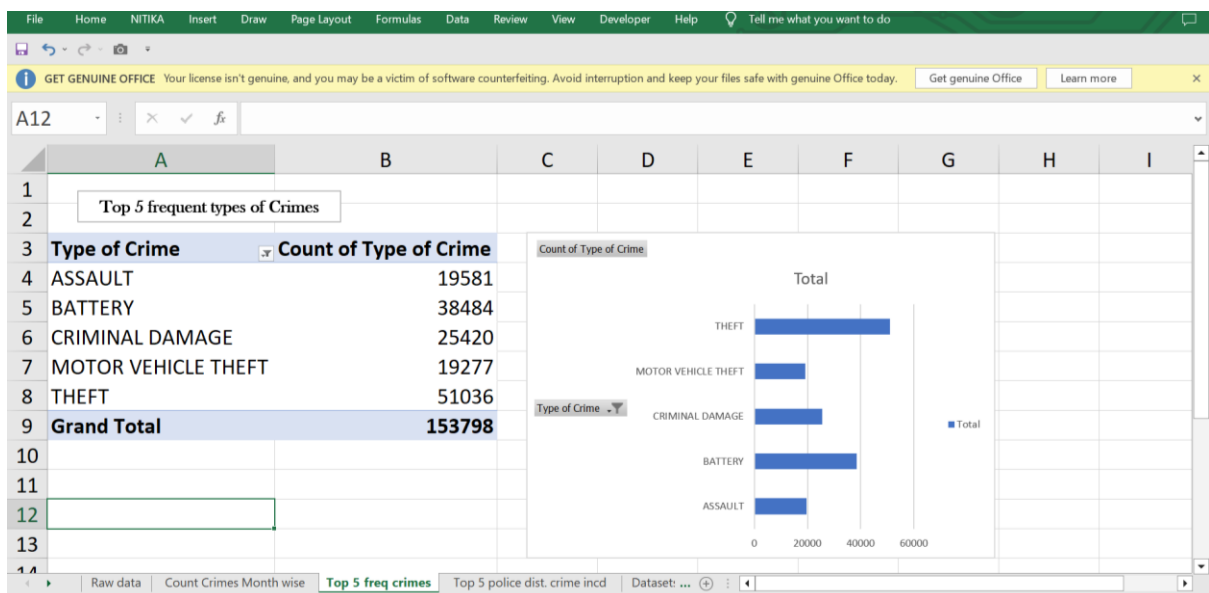 File Home NITIKA Insert Draw Page Layout Formulas Data Review View Developer Help Tell me what you want to do
GET GENUINE OFFICE Your license isn't genuine, and you may be a victim of software counterfeiting. Avoid interruption and keep your files safe with genuine Office today. Get genuine Office Learn more
A12 fx
A B C D E F G H I
1
Top 5 frequent types of Crimes
2
3 Type of Crime Count of Type of Crime
4 ASSAULT 19581
5 BATTERY 38484
6 CRIMINAL DAMAGE 25420
7 MOTOR VEHICLE THEFT 19277
8 THEFT 51036
9 Grand Total 153798
10
11
12
13
14
Count of Type of Crime
Total
THEFT
MOTOR VEHICLE THEFT
Type of Crime
CRIMINAL DAMAGE
Total
BATTERY
ASSAULT
0 20000 40000 60000
Raw data Count Crimes Month wise Top 5 freq crimes Top 5 police dist. crime incd Dataset: ...